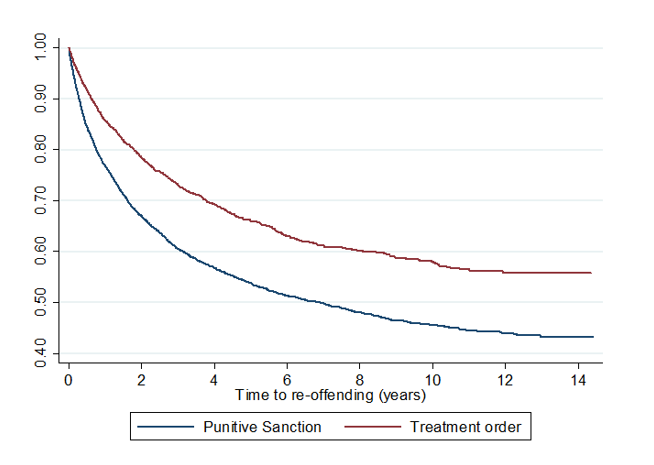 1.00
0.90
0.80
0.70
0.60
0.50
0.40
0 2 4 6 8 10 12 14
Time to re-offending (years)
Punitive Sanction Treatment order